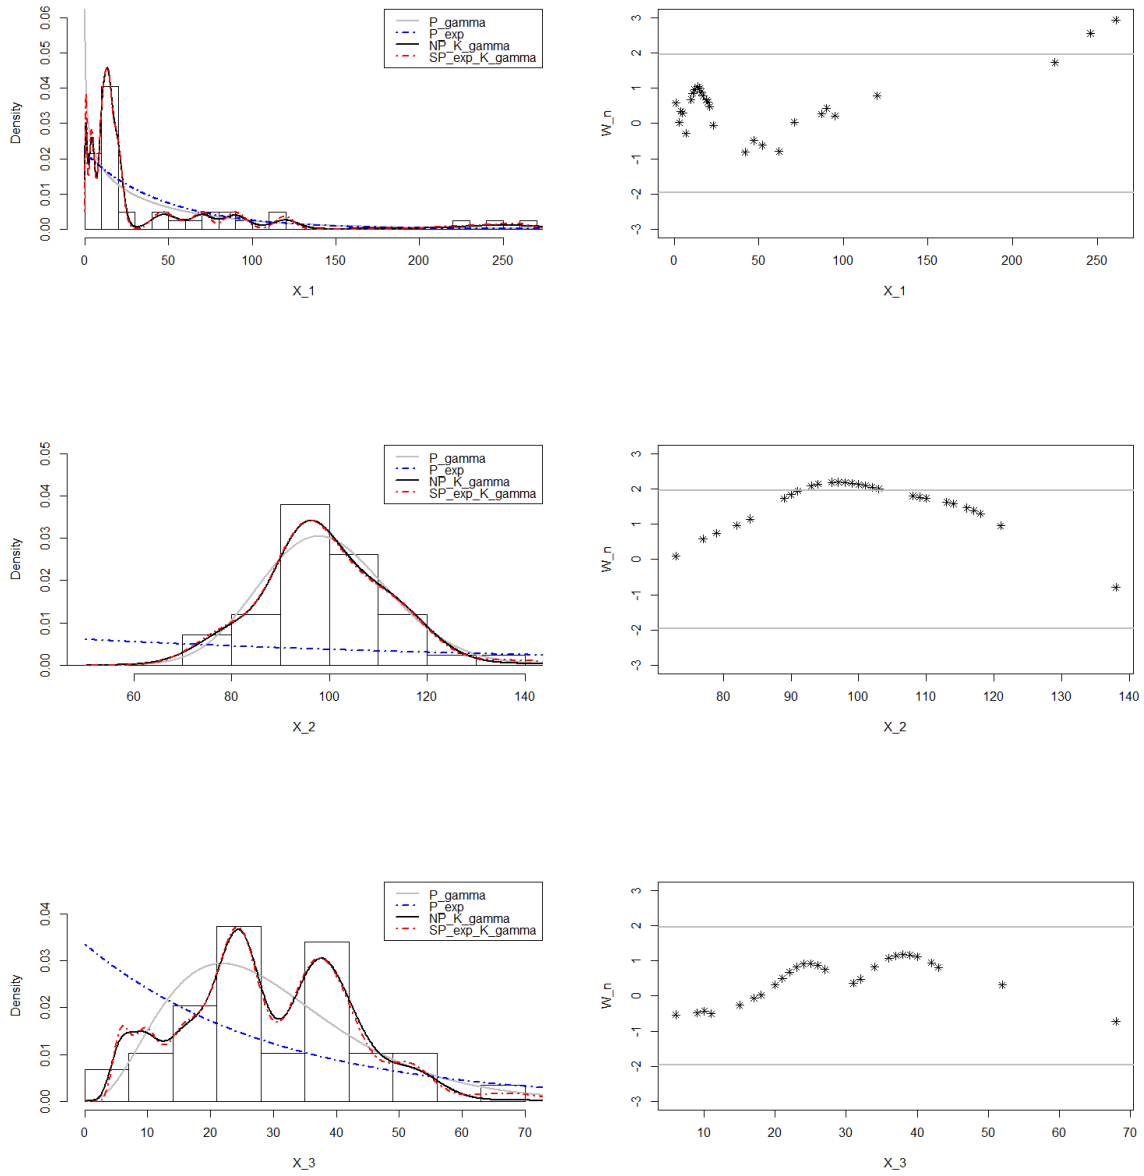 P_gamma
P_exp
NP_K_gamma
SP_exp_K_gamma
Density
0.00 0.01 0.02 0.03 0.04 0.05 0.06
0 50 100 150 200 250
X_1
W_n
-3 -2 -1 0 1 2 3
0 50 100 150 200 250
X_1
P_gamma
P_exp
NP_K_gamma
SP_exp_K_gamma
Density
0.00 0.01 0.02 0.03 0.04 0.05
60 80 100 120 140
X_2
W_n
-3 -2 -1 0 1 2 3
80 90 100 110 120 130 140
X_2
P_gamma
P_exp
NP_K_gamma
SP_exp_K_gamma
Density
0.00 0.01 0.02 0.03 0.04
0 10 20 30 40 50 60 70
X_3
W_n
-3 -2 -1 0 1 2 3
10 20 30 40 50 60 70
X_3